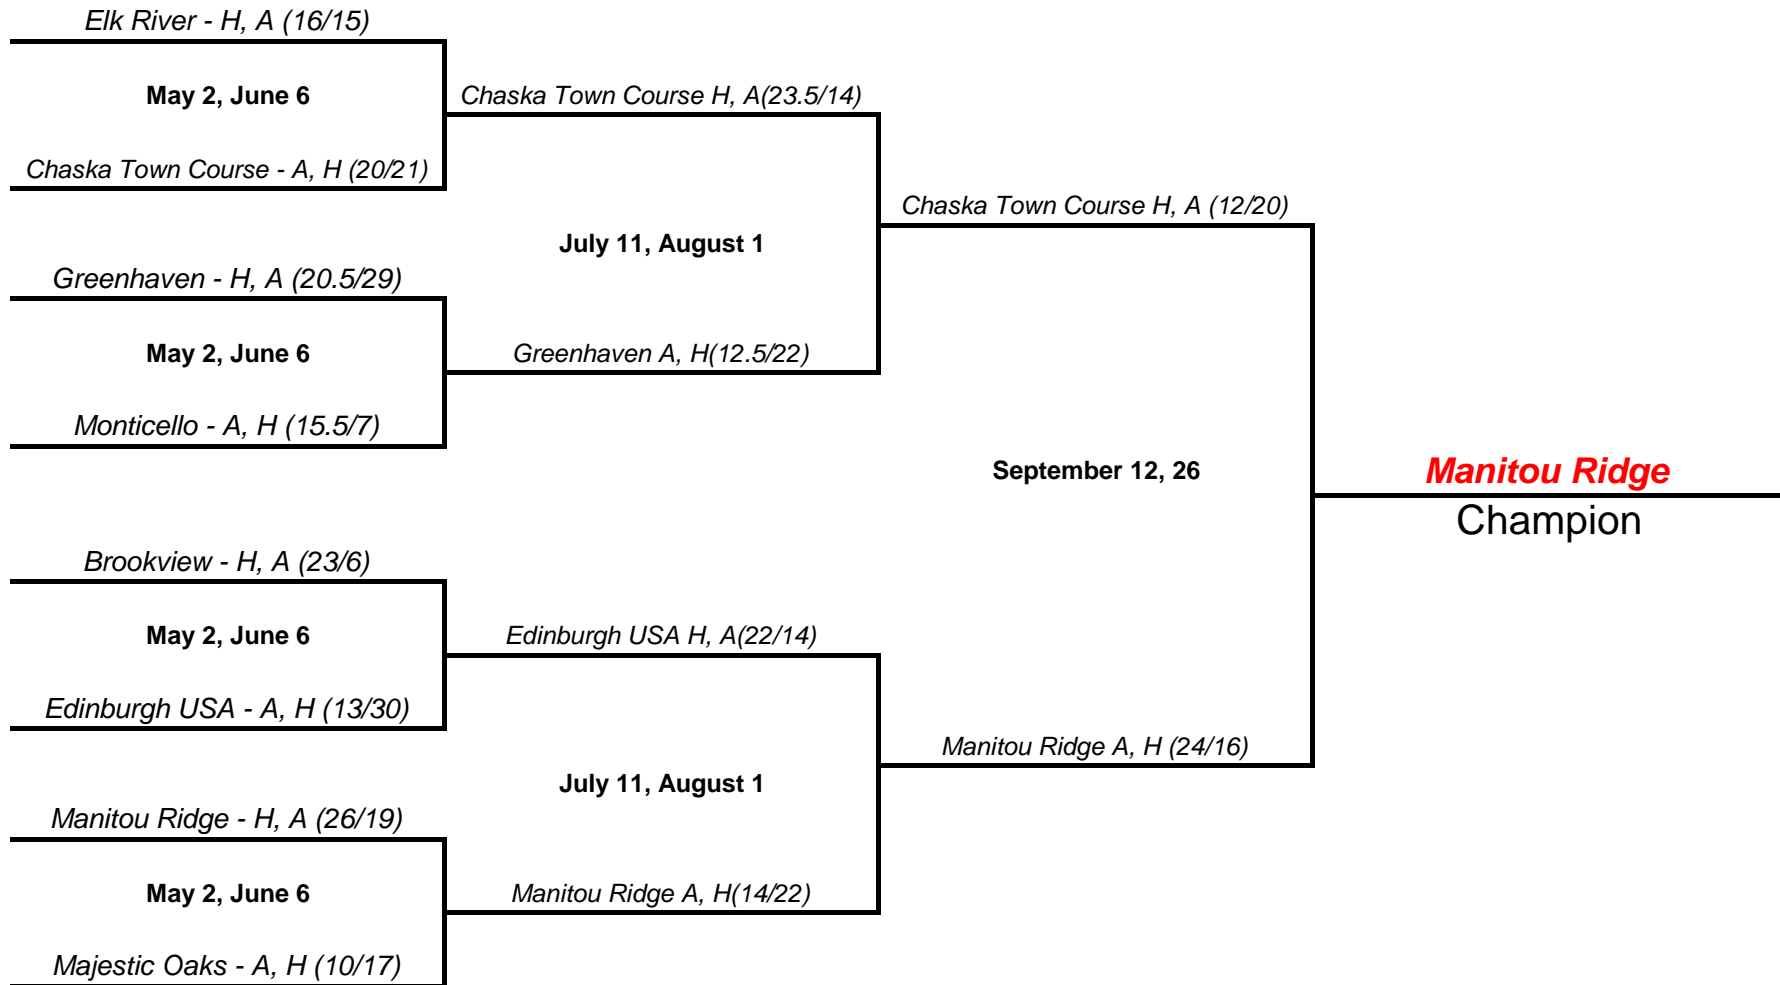 Elk River - H, A (16/15)
May 2, June 6
Chaska Town Course H, A(23.5/14)
Chaska Town Course - A, H (20/21)
Chaska Town Course H, A (12/20)
July 11, August 1
Greenhaven - H, A (20.5/29)
May 2, June 6
Greenhaven A, H(12.5/22)
Monticello - A, H (15.5/7)
September 12, 26
Manitou Ridge
Champion
Brookview - H, A (23/6)
May 2, June 6
Edinburgh USA H, A(22/14)
Edinburgh USA - A, H (13/30)
Manitou Ridge A, H (24/16)
July 11, August 1
Manitou Ridge - H, A (26/19)
May 2, June 6
Manitou Ridge A, H(14/22)
Majestic Oaks - A, H (10/17)